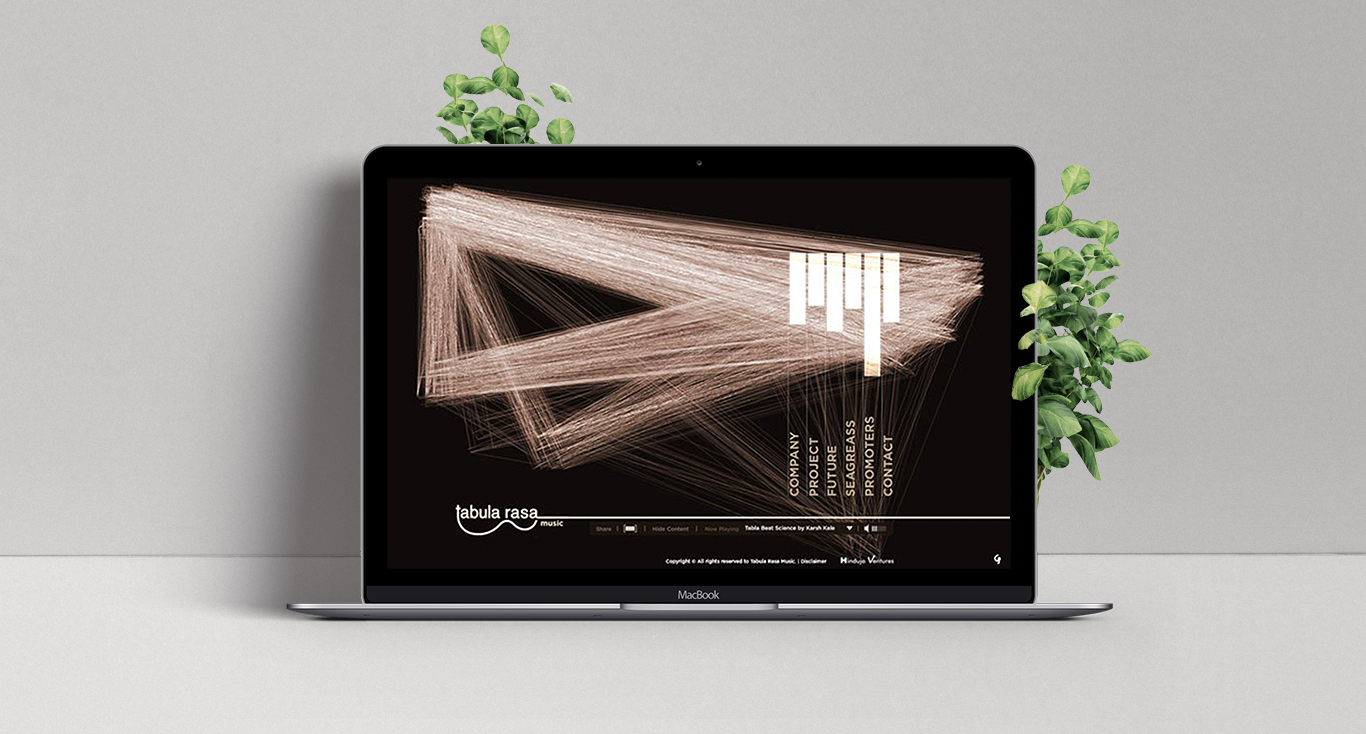 COMPANY
PROJECT
FUTURE
SEAGREASS
PROMOTERS
CONTACT
tabula rasa
music
Share | Hide Content | Now Playing Tabla Beat Science by Karsh Kale
Copyright © All rights reserved to Tabula Rasa Music. | Disclaimer Hinduja Ventures
MacBook